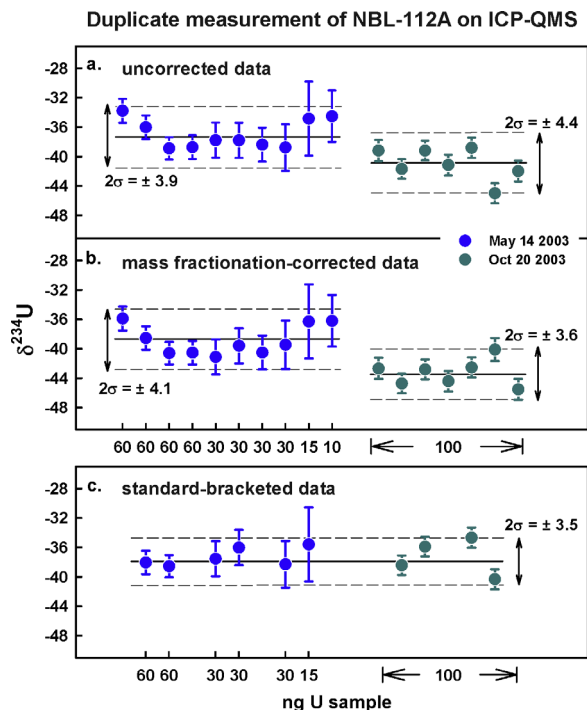 Duplicate measurement of NBL-112A on ICP-QMS
a. uncorrected data
-28
-32
-36
-40
-44
-48
2σ = ± 3.9
2σ = ± 4.4
May 14 2003
Oct 20 2003
b. mass fractionation-corrected data
-28
-32
-36
-40
-44
-48
2σ = ± 4.1
2σ = ± 3.6
δ²³⁴U
60 60 60 60 30 30 30 30 15 10
100
c. standard-bracketed data
-28
-32
-36
-40
-44
-48
2σ = ± 3.5
60 60 30 30 30 15
100
ng U sample